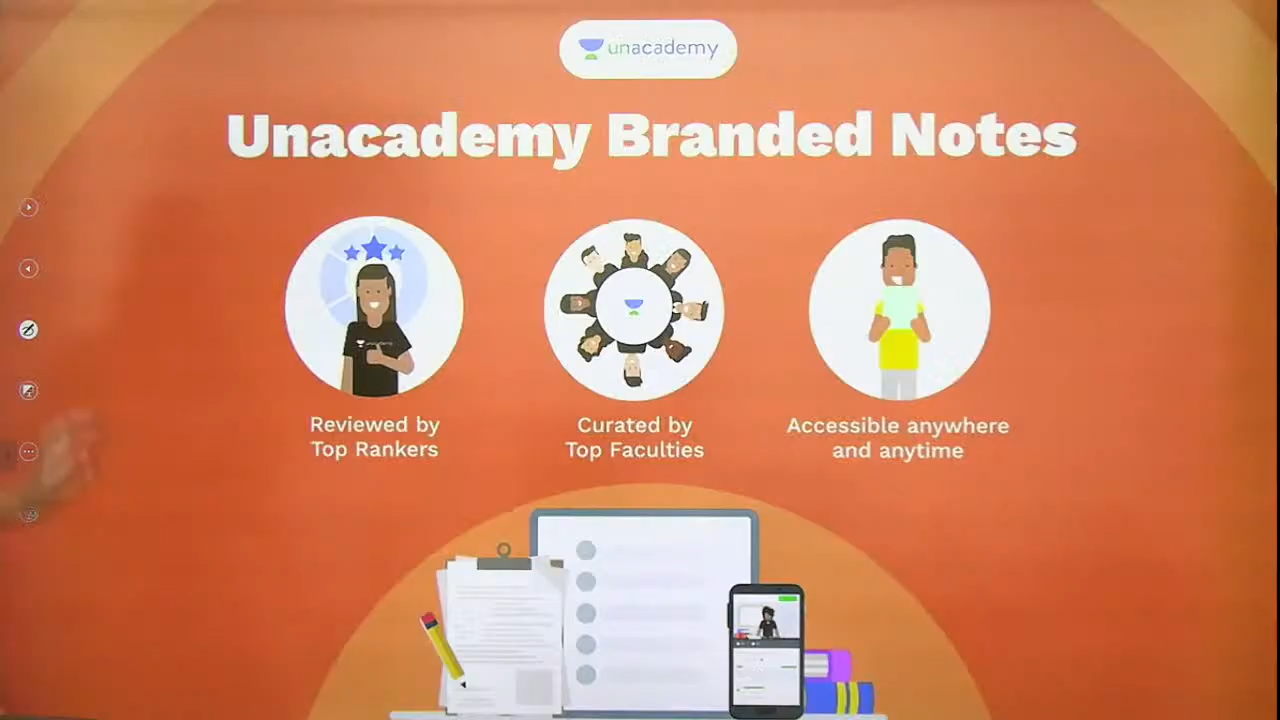 unacademy
Unacademy Branded Notes
Reviewed by
Top Rankers
Curated by
Top Faculties
Accessible anywhere
and anytime